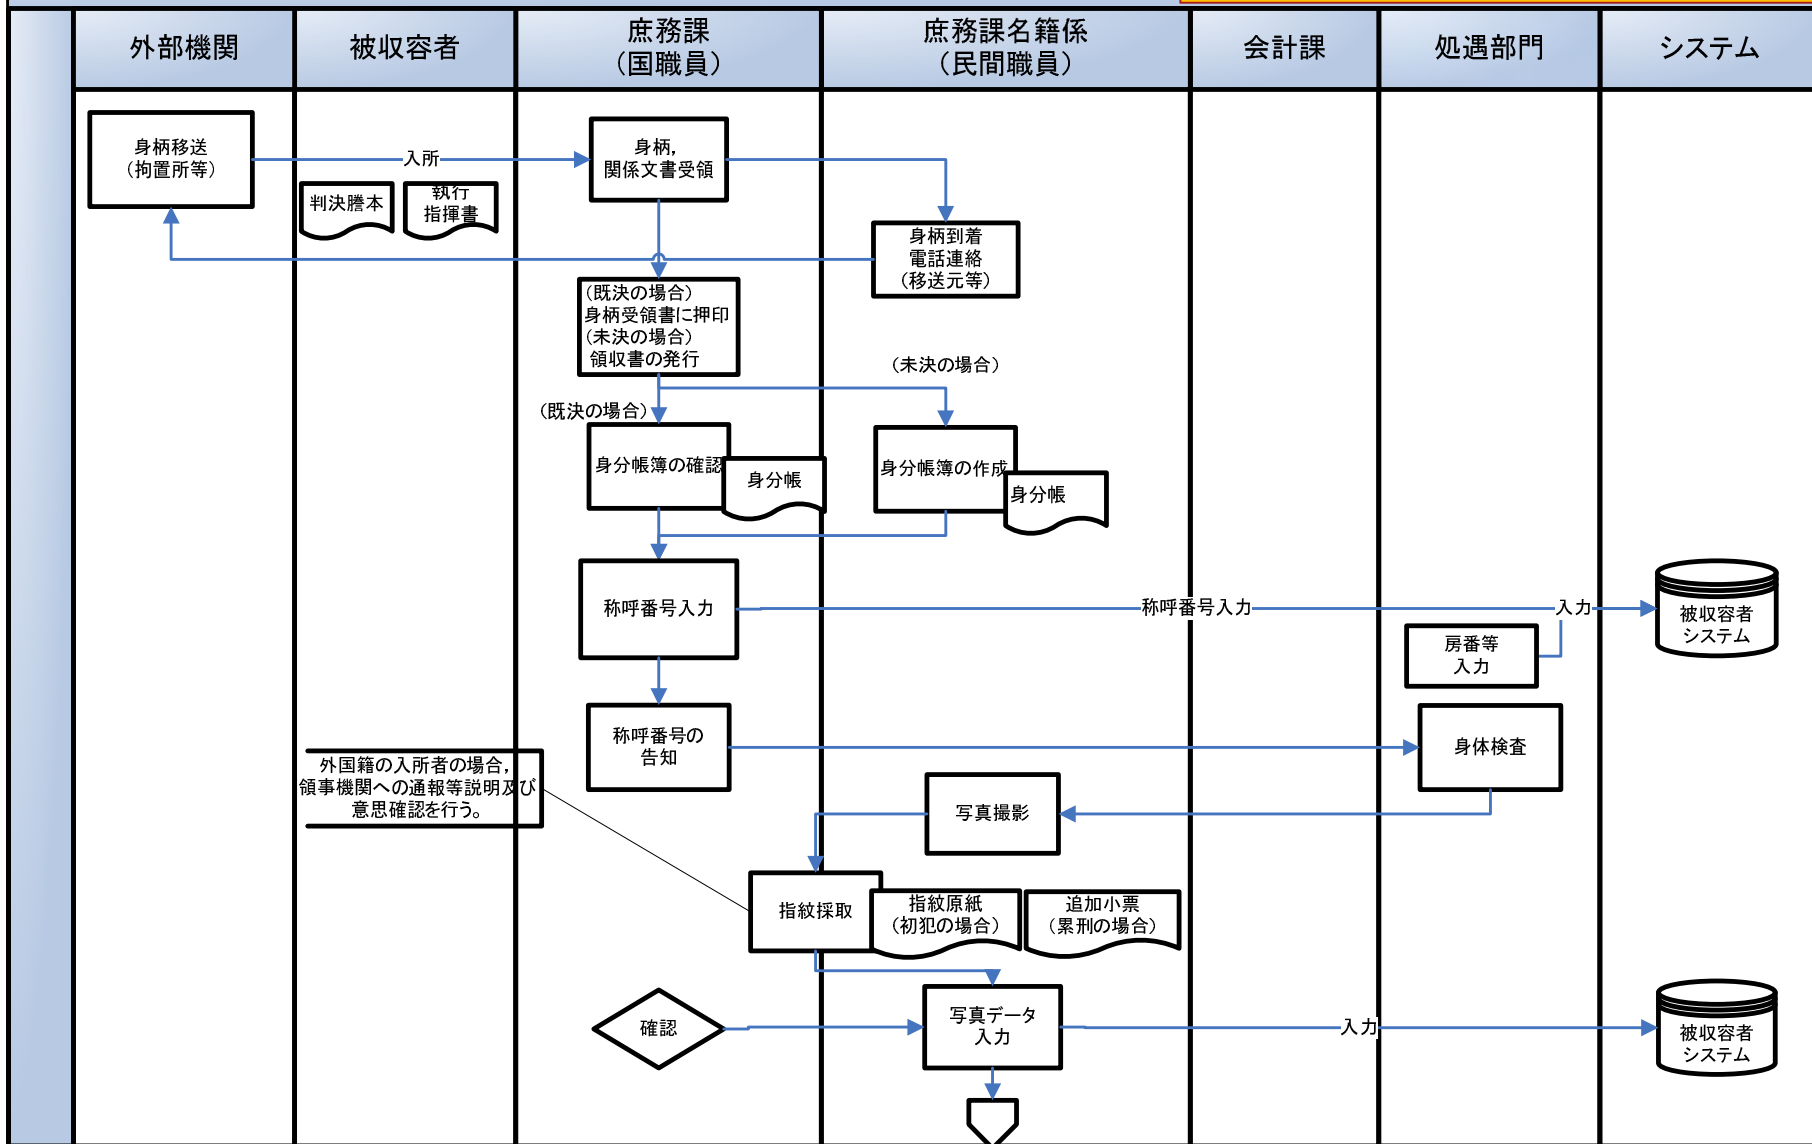 外部機関
被収容者
庶務課
（国職員）
庶務課名籍係
（民間職員）
会計課
処遇部門
システム
身柄移送
（拘置所等）
入所
身柄，
関係文書受領
判決謄本
執行
指揮書
身柄到着
電話連絡
（移送元等）
（既決の場合）
身柄受領書に押印
（未決の場合）
領収書の発行
（未決の場合）
（既決の場合）
身分帳簿の確認
身分帳
身分帳簿の作成
身分帳
称呼番号入力
称呼番号入力
入力
被収容者
システム
房番等
入力
称呼番号の
告知
身体検査
外国籍の入所者の場合，
領事機関への通報等説明及び
意思確認を行う。
写真撮影
指紋採取
指紋原紙
（初犯の場合）
追加小票
（累刑の場合）
確認
写真データ
入力
入力
被収容者
システム